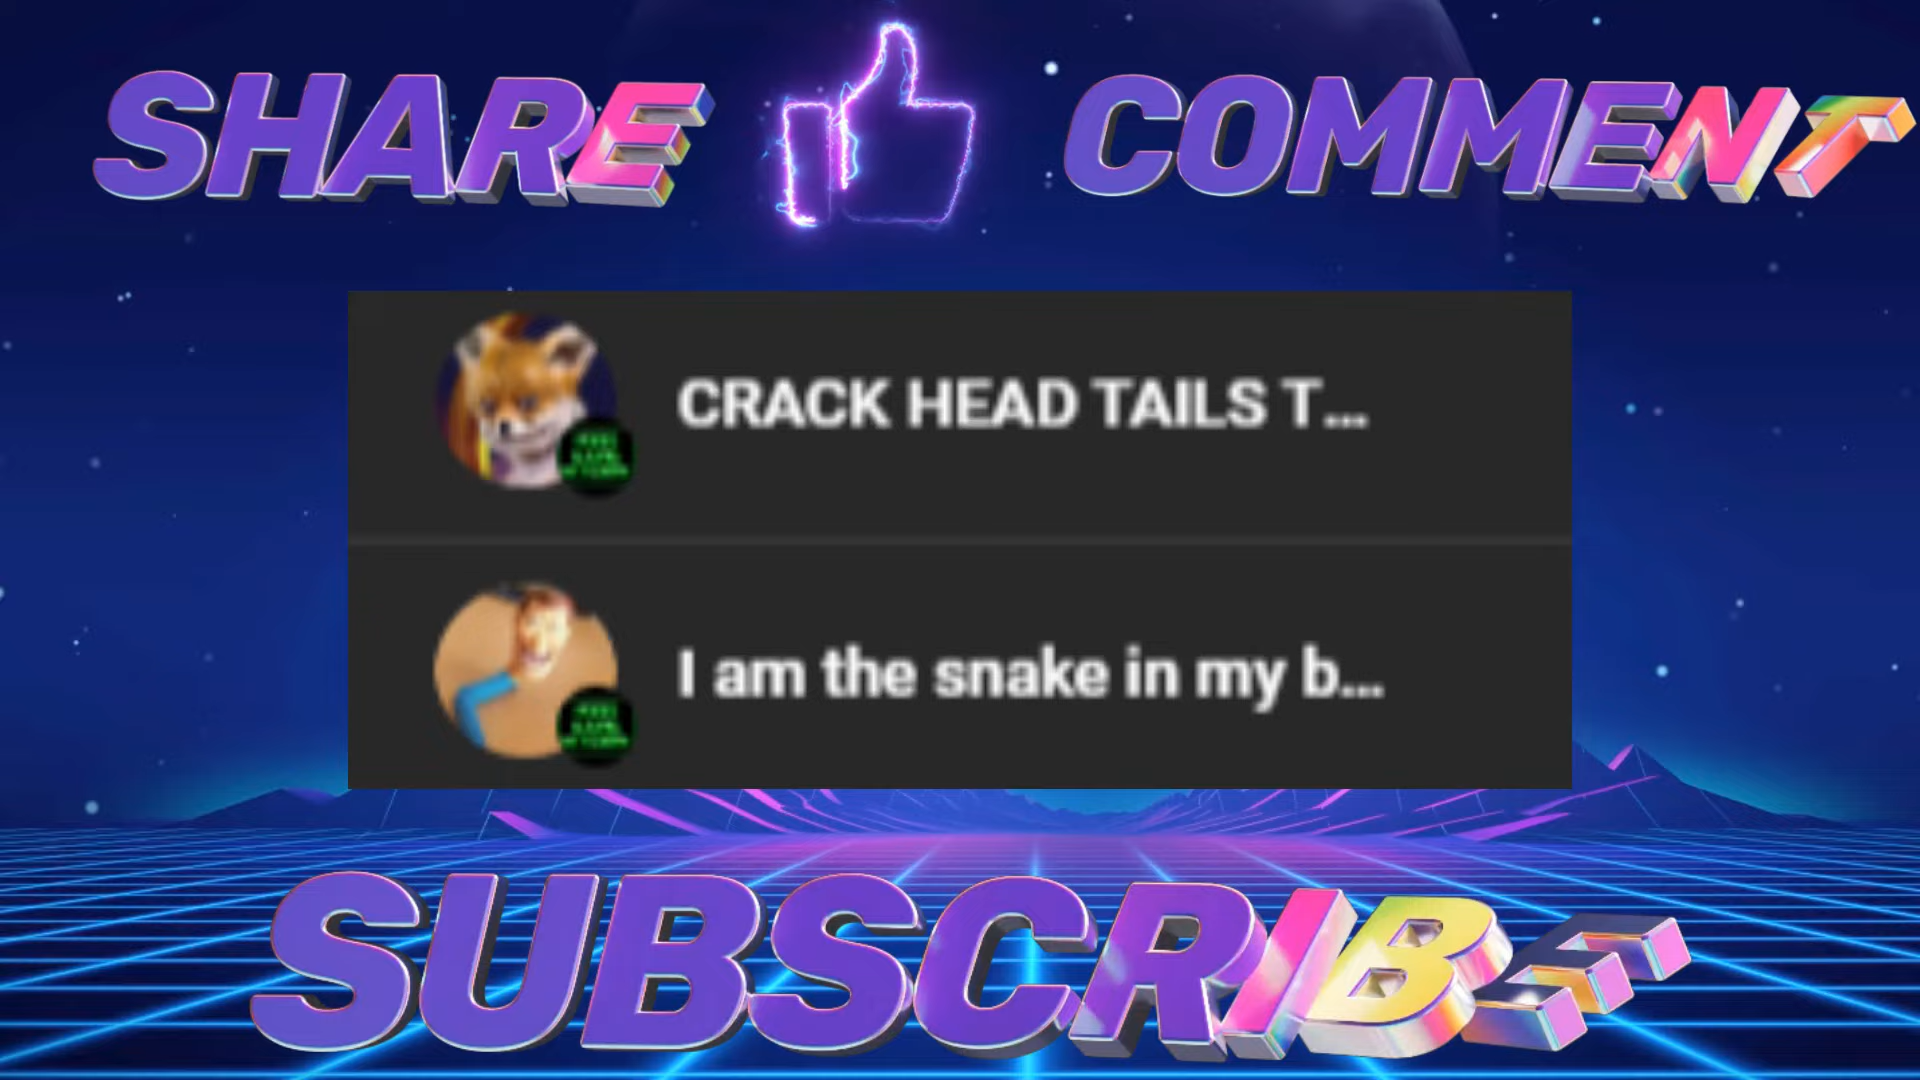 SHARE
COMMENT
CRACK HEAD TAILS T...
I am the snake in my b...
SUBSCRIBE